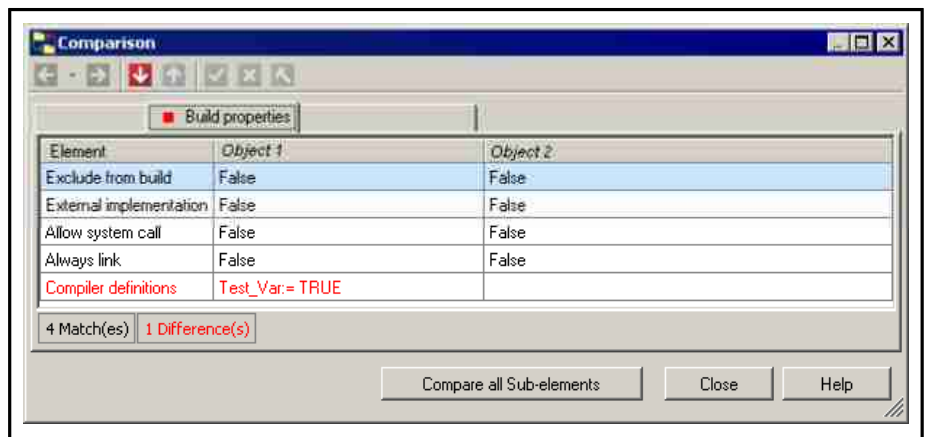 Comparison
Build properties
Element Object 1 Object 2
Exclude from build False False
External implementation False False
Allow system call False False
Always link False False
Compiler definitions Test_Var:= TRUE
4 Match(es) 1 Difference(s)
Compare all Sub-elements Close Help